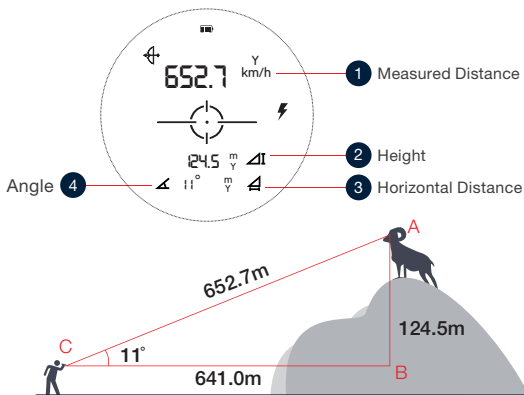 Y
652.7 km/h
1 Measured Distance
124.5 m Y
2 Height
Angle 4
11° m Y
3 Horizontal Distance
A
652.7m
124.5m
C
11°
B
641.0m